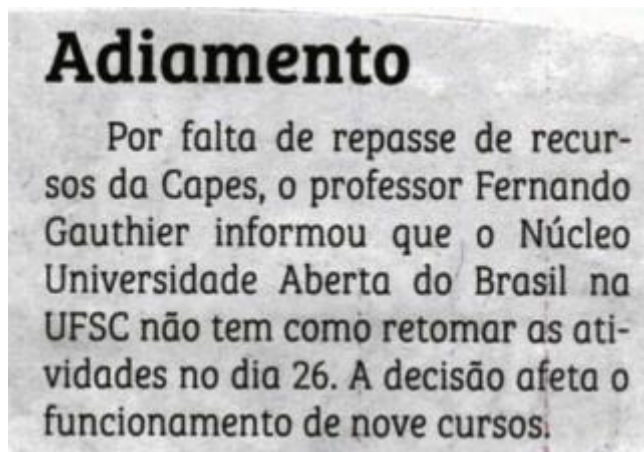 Adiamento
Por falta de repasse de recur-
sos da Capes, o professor Fernando
Gauthier informou que o Núcleo
Universidade Aberta do Brasil na
UFSC não tem como retomar as ati-
vidades no dia 26. A decisão afeta o
funcionamento de nove cursos.